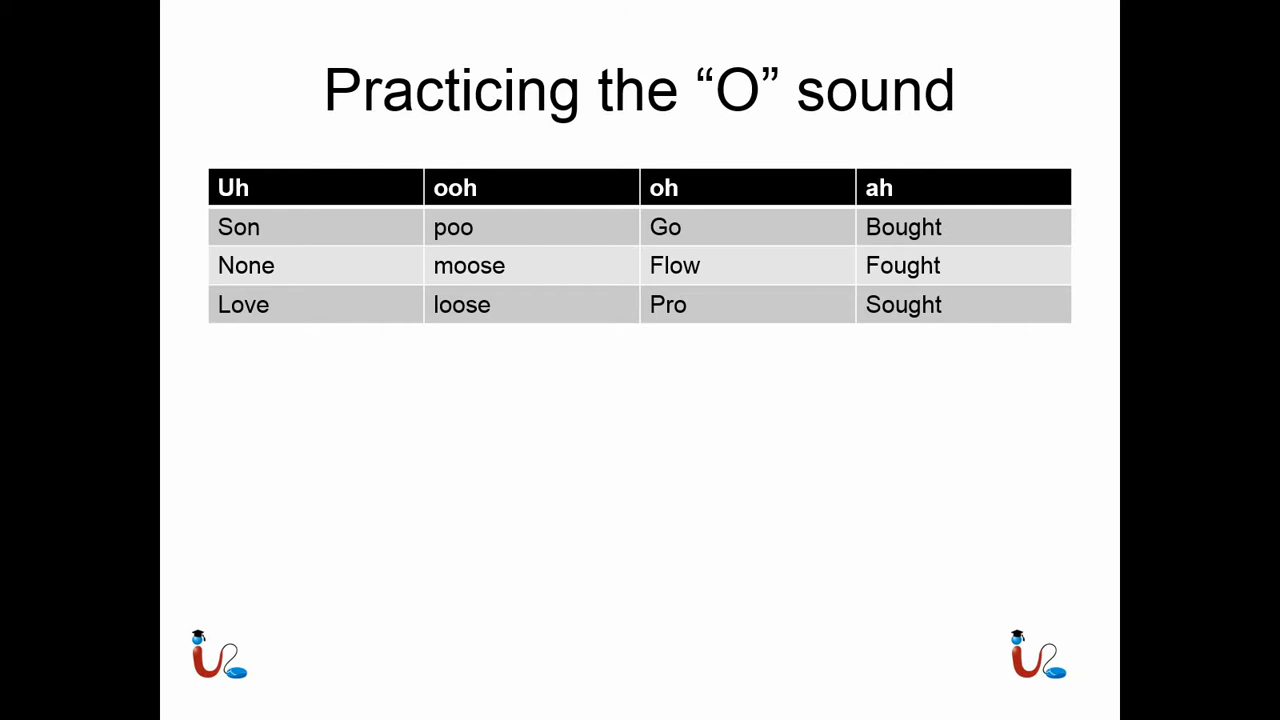 Practicing the “O” sound
Uh ooh oh ah
Son poo Go Bought
None moose Flow Fought
Love loose Pro Sought